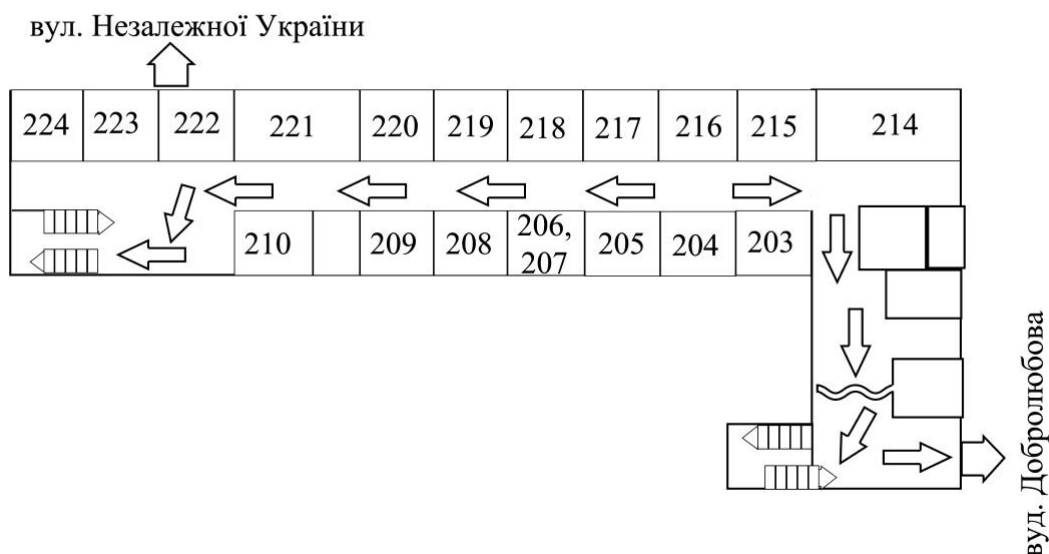 вул. Незалежної України
224 223 222 221 220 219 218 217 216 215 214
210 209 208 206, 207 205 204 203
вуд. Добролюбова